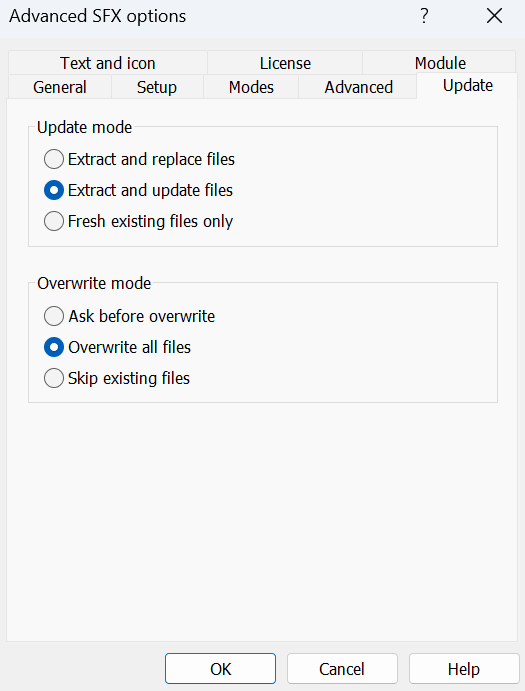 Advanced SFX options ?
Text and icon License Module
General Setup Modes Advanced Update
Update mode
Extract and replace files
Extract and update files
Fresh existing files only
Overwrite mode
Ask before overwrite
Overwrite all files
Skip existing files
OK Cancel Help